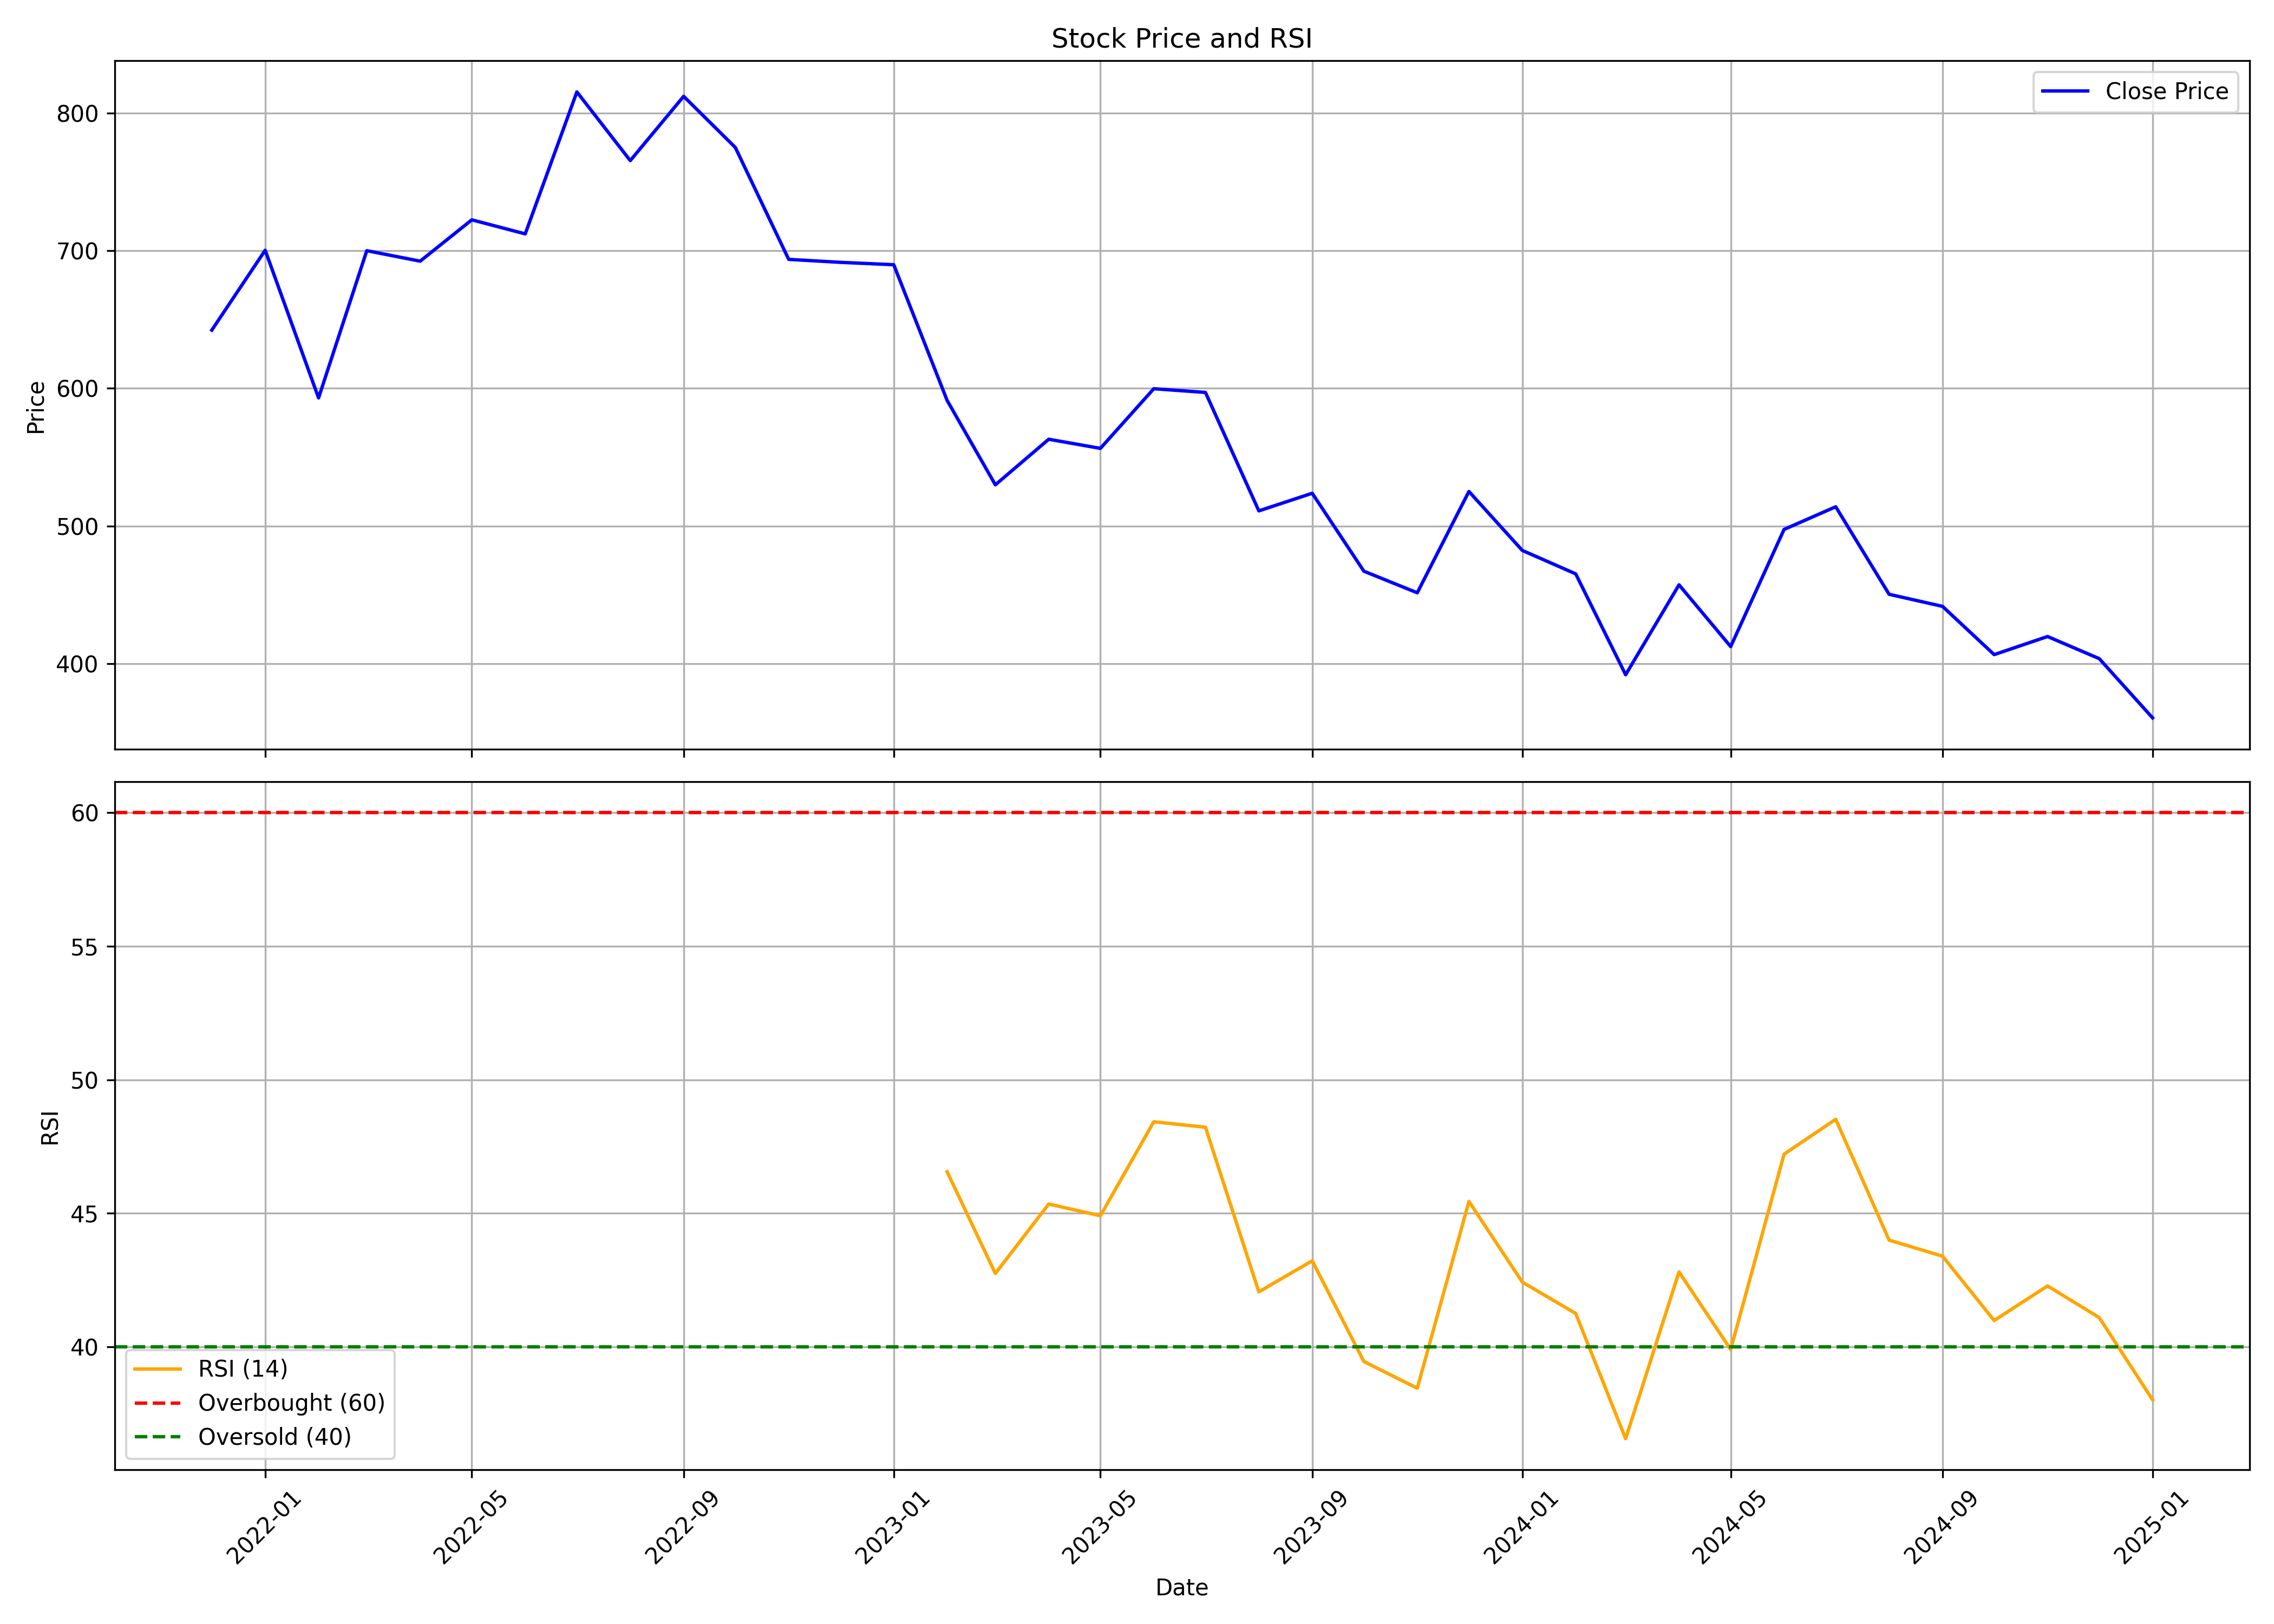 Stock Price and RSI
Close Price
800
700
600
500
400
Price
60
55
50
45
40
RSI
RSI (14)
Overbought (60)
Oversold (40)
2022-01
2022-05
2022-09
2023-01
2023-05
2023-09
2024-01
2024-05
2024-09
2025-01
Date